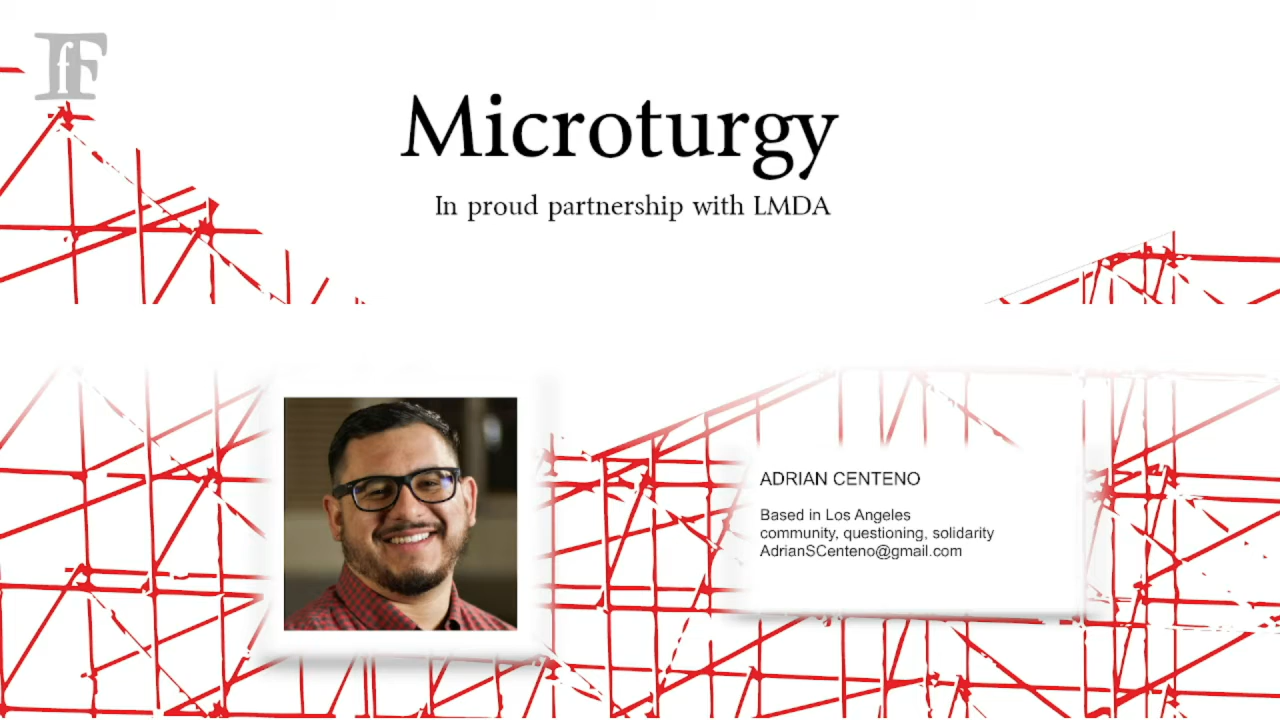 fF
Microturgy
In proud partnership with LMDA
ADRIAN CENTENO
Based in Los Angeles
community, questioning, solidarity
AdrianSCenteno@gmail.com